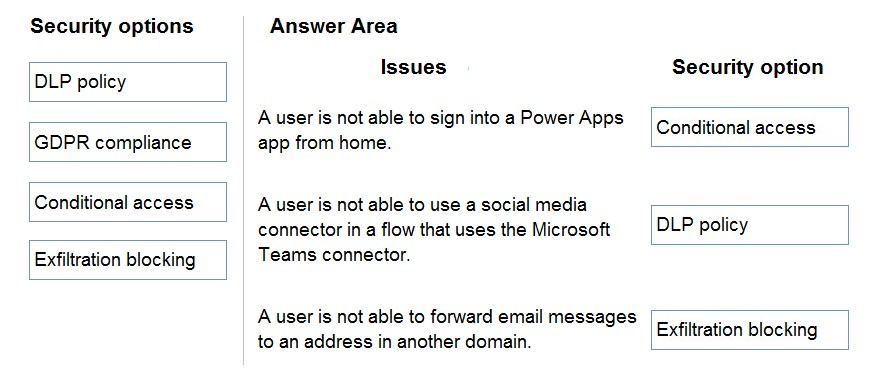 Security options
DLP policy
GDPR compliance
Conditional access
Exfiltration blocking
Answer Area
Issues
Security option
A user is not able to sign into a Power Apps
app from home.
Conditional access
A user is not able to use a social media
connector in a flow that uses the Microsoft
Teams connector.
DLP policy
A user is not able to forward email messages
to an address in another domain.
Exfiltration blocking